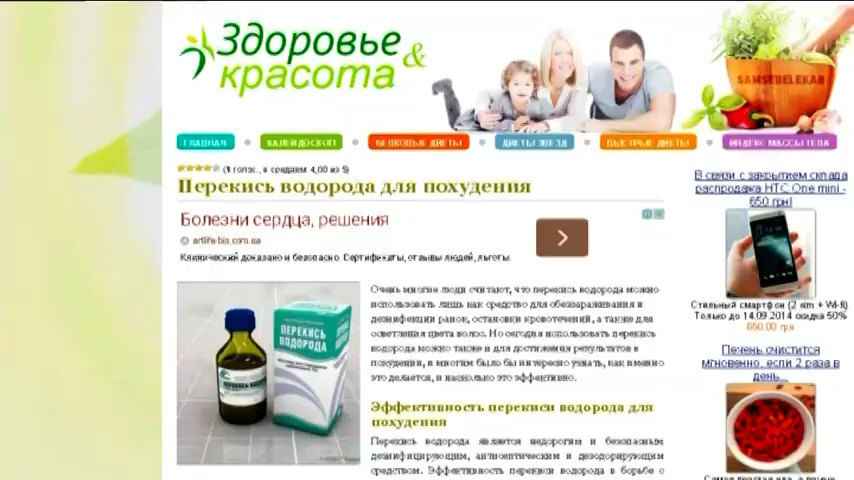 Здоровье &
красота
SAMSEBELEKAR
ГЛАВНАЯ
КАЛЕЙДОСКОП
БЕЛКОВЫЕ ДИЕТЫ
ДИЕТЫ ЗВЕЗД
БЫСТРЫЕ ДИЕТЫ
ИНДЕКС МАССЫ ТЕЛА
(1 голос, в среднем: 4,00 из 5)
Перекись водорода для похудения
Болезни сердца, решения
artlife-bio.com.ua
Клинический доказано и безопасно. Сертификаты, отзывы людей, льготы.
ПЕРЕКИСЬ
ВОДОРОДА
Очень многие люди считают, что перекись водорода можно
использовать лишь как средство для обеззараживания и
дезинфекции ранок, остановки кровотечений, а также для
осветления цвета волос. Но сегодня использовать перекись
водорода можно также и для достижения результатов в
похудении, и многим было бы интересно узнать, как именно
это делается, и насколько это эффективно.
Эффективность перекиси водорода для
похудения
Перекись водорода является недорогим и безопасным
дезинфицирующим, антисептическим и дезодорирующим
средством. Эффективность перекиси водорода в борьбе с
В связи с закрытием склада
распродажа HTC One mini -
650 грн!
Стильный смартфон (2 sim + Wi-fi).
Только до 14.09.2014 скидка 50%
650.00 грн
Печень очистится
мгновенно, если 2 раза в
день...